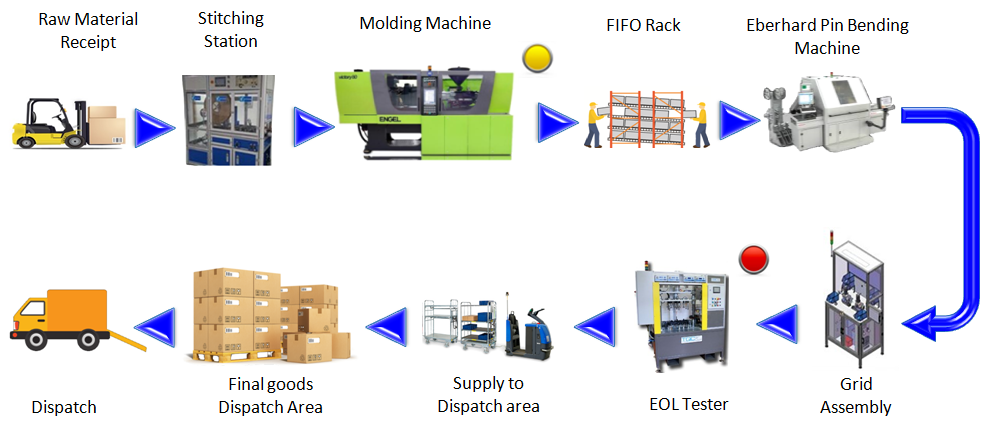 Raw Material
Receipt
Stitching
Station
Molding Machine
FIFO Rack
Eberhard Pin Bending
Machine
ENGEL
Dispatch
Final goods
Dispatch Area
Supply to
Dispatch area
EOL Tester
Grid
Assembly